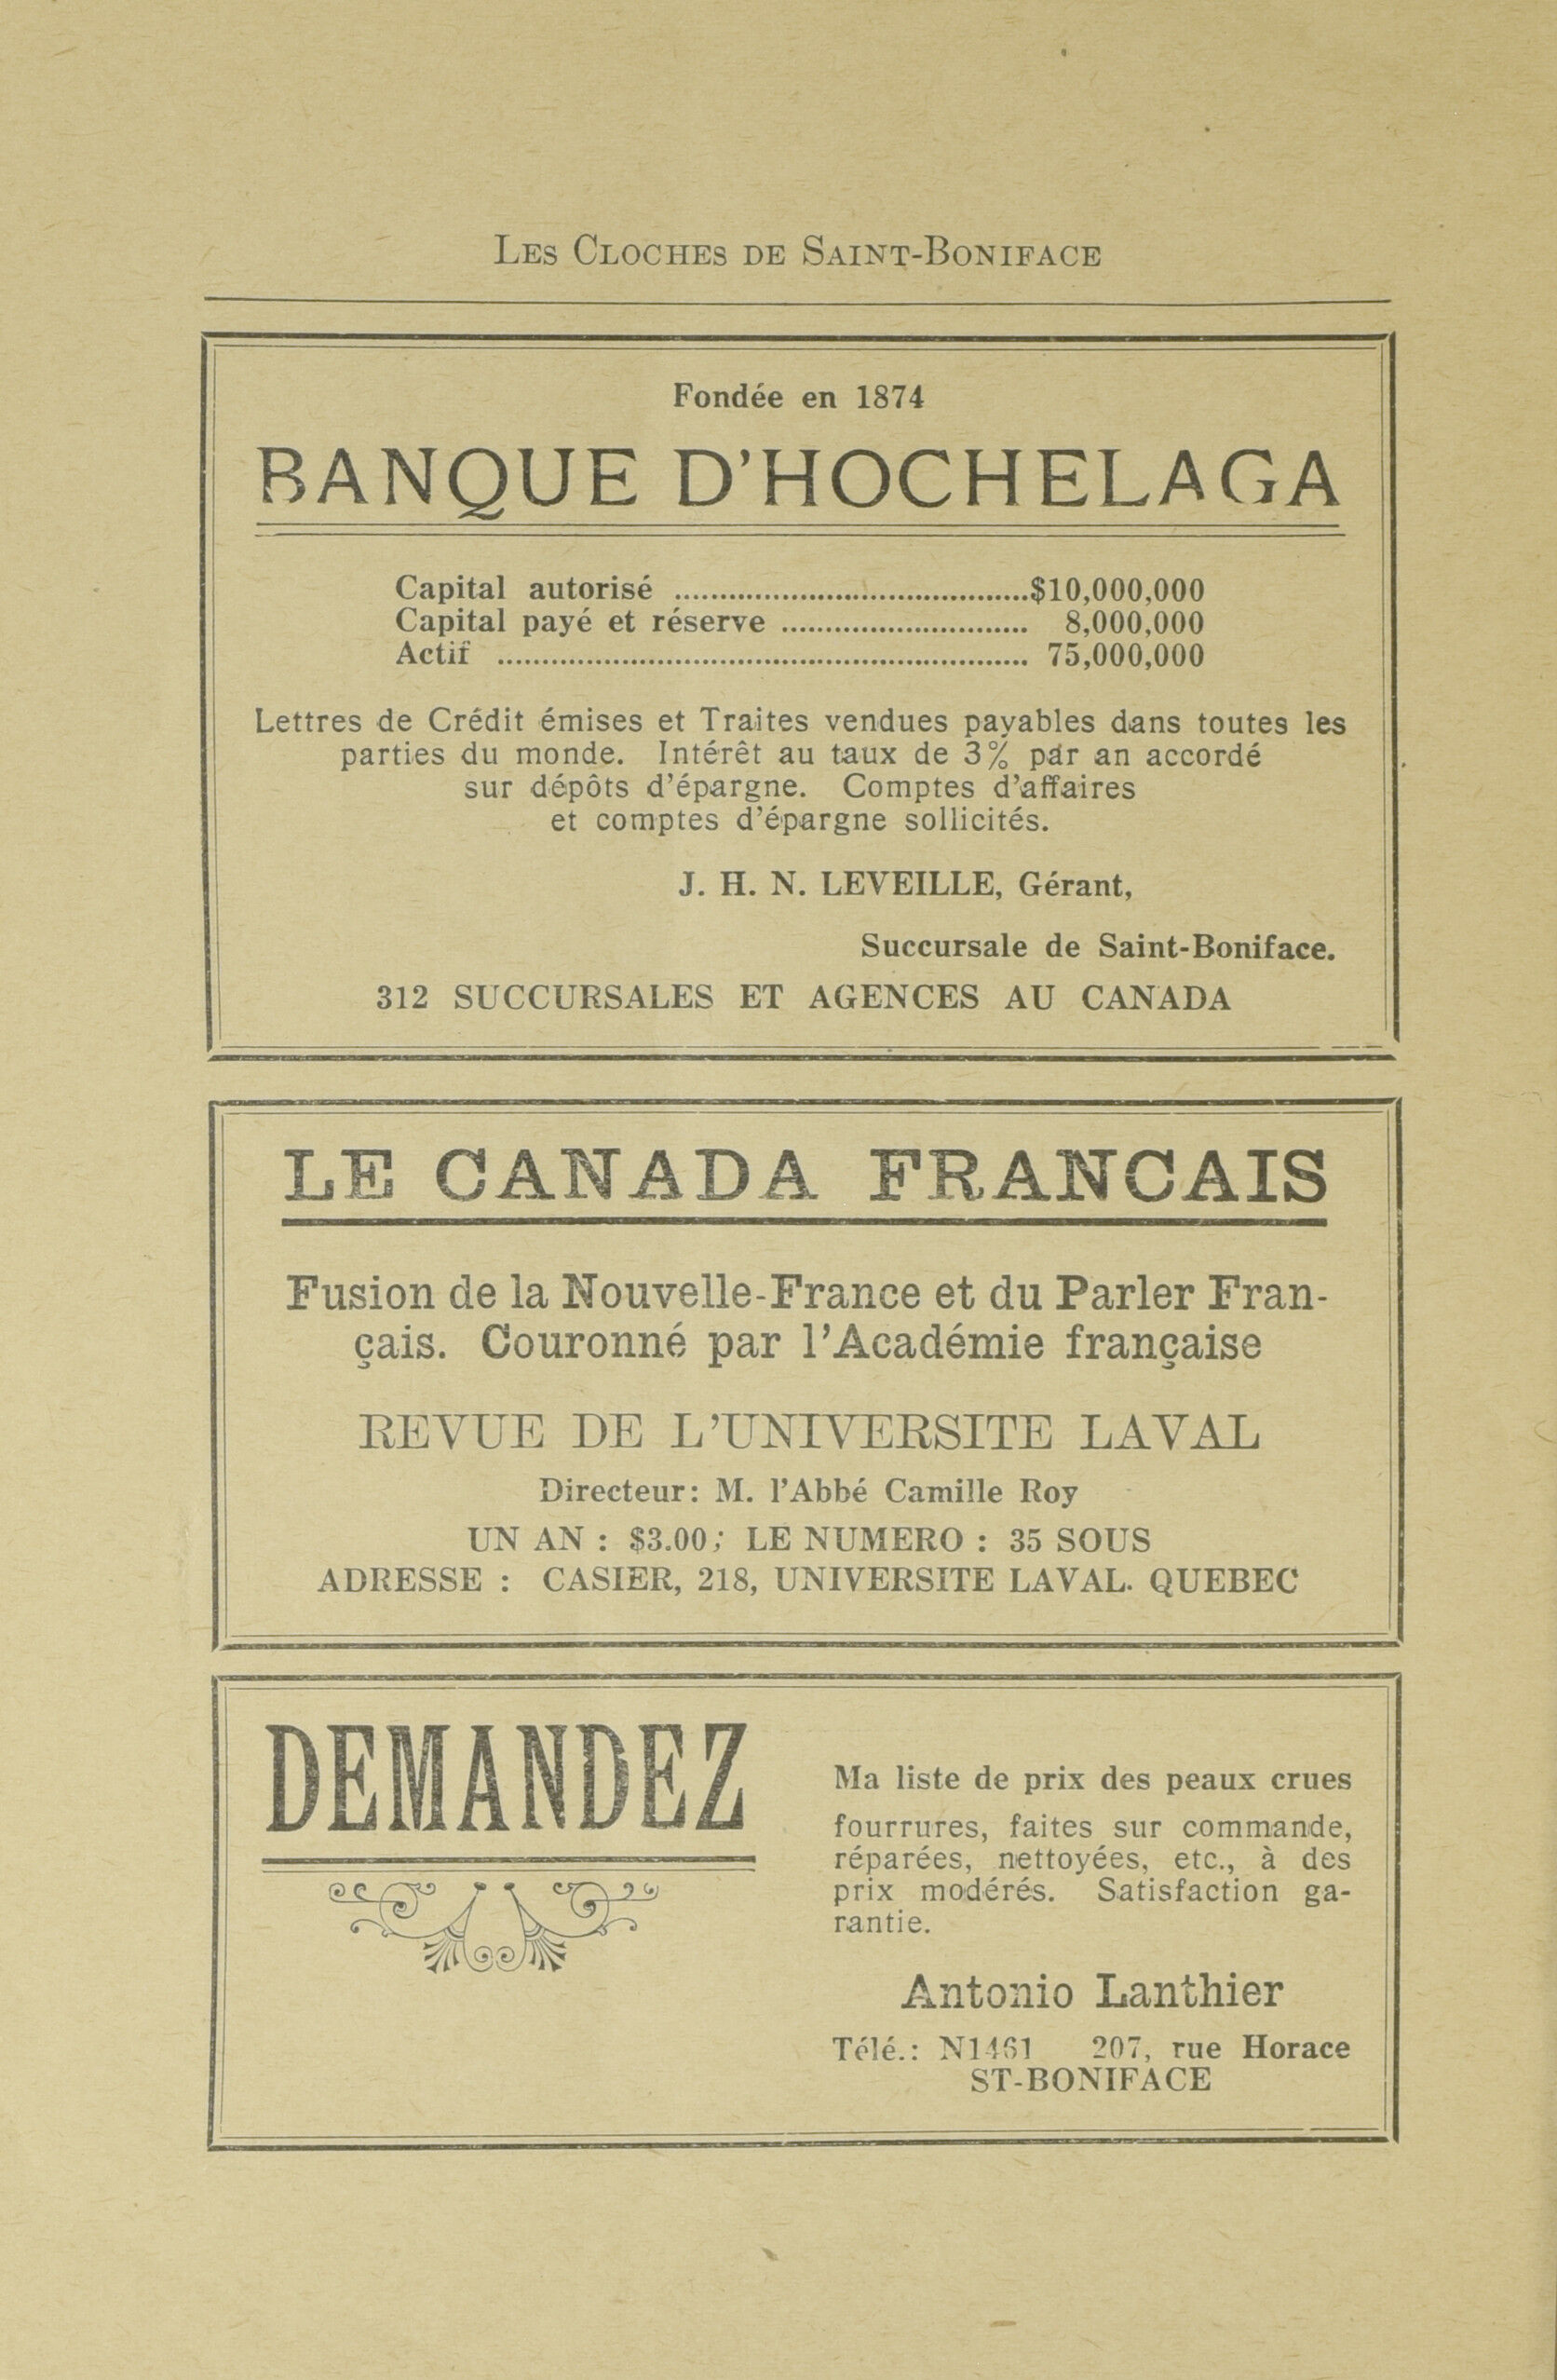 Les Cloches de Saint-Boniface
Fondée en 1874
BANQUE D'HOCHELAGA
Capital autorisé ........................................$10,000,000
Capital payé et réserve ........................... 8,000,000
Actif ........................................................... 75,000,000
Lettres de Crédit émises et Traites vendues payables dans toutes les
parties du monde. Intérêt au taux de 3% par an accordé
sur dépôts d'épargne. Comptes d'affaires
et comptes d'épargne sollicités.
J. H. N. LEVEILLE, Gérant,
Succursale de Saint-Boniface.
312 SUCCURSALES ET AGENCES AU CANADA
LE CANADA FRANCAIS
Fusion de la Nouvelle-France et du Parler Fran-
çais. Couronné par l'Académie française
REVUE DE L'UNIVERSITE LAVAL
Directeur: M. l'Abbé Camille Roy
UN AN : $3.00; LE NUMERO : 35 SOUS
ADRESSE : CASIER, 218, UNIVERSITE LAVAL. QUEBEC
DEMANDEZ
Ma liste de prix des peaux crues
fourrures, faites sur commande,
réparées, nettoyées, etc., à des
prix modérés. Satisfaction ga-
rantie.
Antonio Lanthier
Télé.: N1461 207, rue Horace
ST-BONIFACE